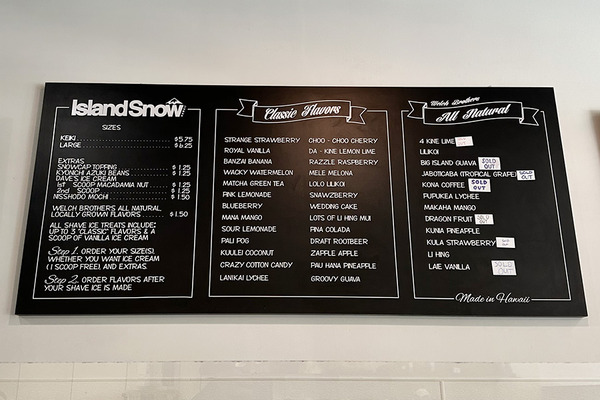 Island Snow
SIZES
KEIKI $5.75
LARGE $6.25
EXTRAS
SNOWCAP TOPPING $1.25
KYONICHI AZUKI BEANS $1.25
DAVE'S ICE CREAM
1st SCOOP MACADAMIA NUT $1.25
2nd SCOOP $1.25
NISSHODO MOCHI $1.50
WELCH BROTHERS ALL NATURAL
LOCALLY GROWN FLAVORS $1.50
ALL SHAVE ICE TREATS INCLUDE:
UP TO 3 "CLASSIC" FLAVORS & A
SCOOP OF VANILLA ICE CREAM
Step 1. ORDER YOUR SIZE(S),
WHETHER YOU WANT ICE CREAM
(1 SCOOP FREE) AND EXTRAS.
Step 2. ORDER FLAVORS AFTER
YOUR SHAVE ICE IS MADE
Classic Flavors
STRANGE STRAWBERRY
ROYAL VANILLA
BANZAI BANANA
WACKY WATERMELON
MATCHA GREEN TEA
PINK LEMONADE
BLUEBERRY
MANA MANGO
SOUR LEMONADE
PALI FOG
KUULEI COCONUT
CRAZY COTTON CANDY
LANIKAI LYCHEE
CHOO - CHOO CHERRY
DA - KINE LEMON LIME
RAZZLE RASPBERRY
MELE MELONA
LOLO LILIKOI
SNAWZBERRY
WEDDING CAKE
LOTS OF LI HING MUI
PINA COLADA
DRAFT ROOTBEER
ZAFFLE APPLE
PAU HANA PINEAPPLE
GROOVY GUAVA
Welch Brothers
All Natural
4 KINE LIME
LILIKOI
BIG ISLAND GUAVA SOLD OUT
JABOTICABA (TROPICAL GRAPE) SOLD OUT
KONA COFFEE SOLD OUT
FUFUKEA LYCHEE
MAKAHA MANGO
DRAGON FRUIT SOLD OUT
KUNIA PINEAPPLE
KULA STRAWBERRY
LI HING
LAE VANILLA SOLD OUT
Made in Hawaii